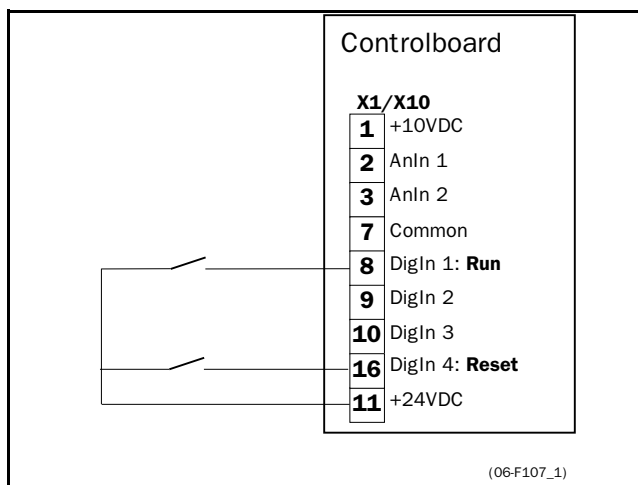 Controlboard
X1/X10
1 +10VDC
2 AnIn 1
3 AnIn 2
7 Common
8 DigIn 1: Run
9 DigIn 2
10 DigIn 3
16 DigIn 4: Reset
11 +24VDC
(06-F107_1)